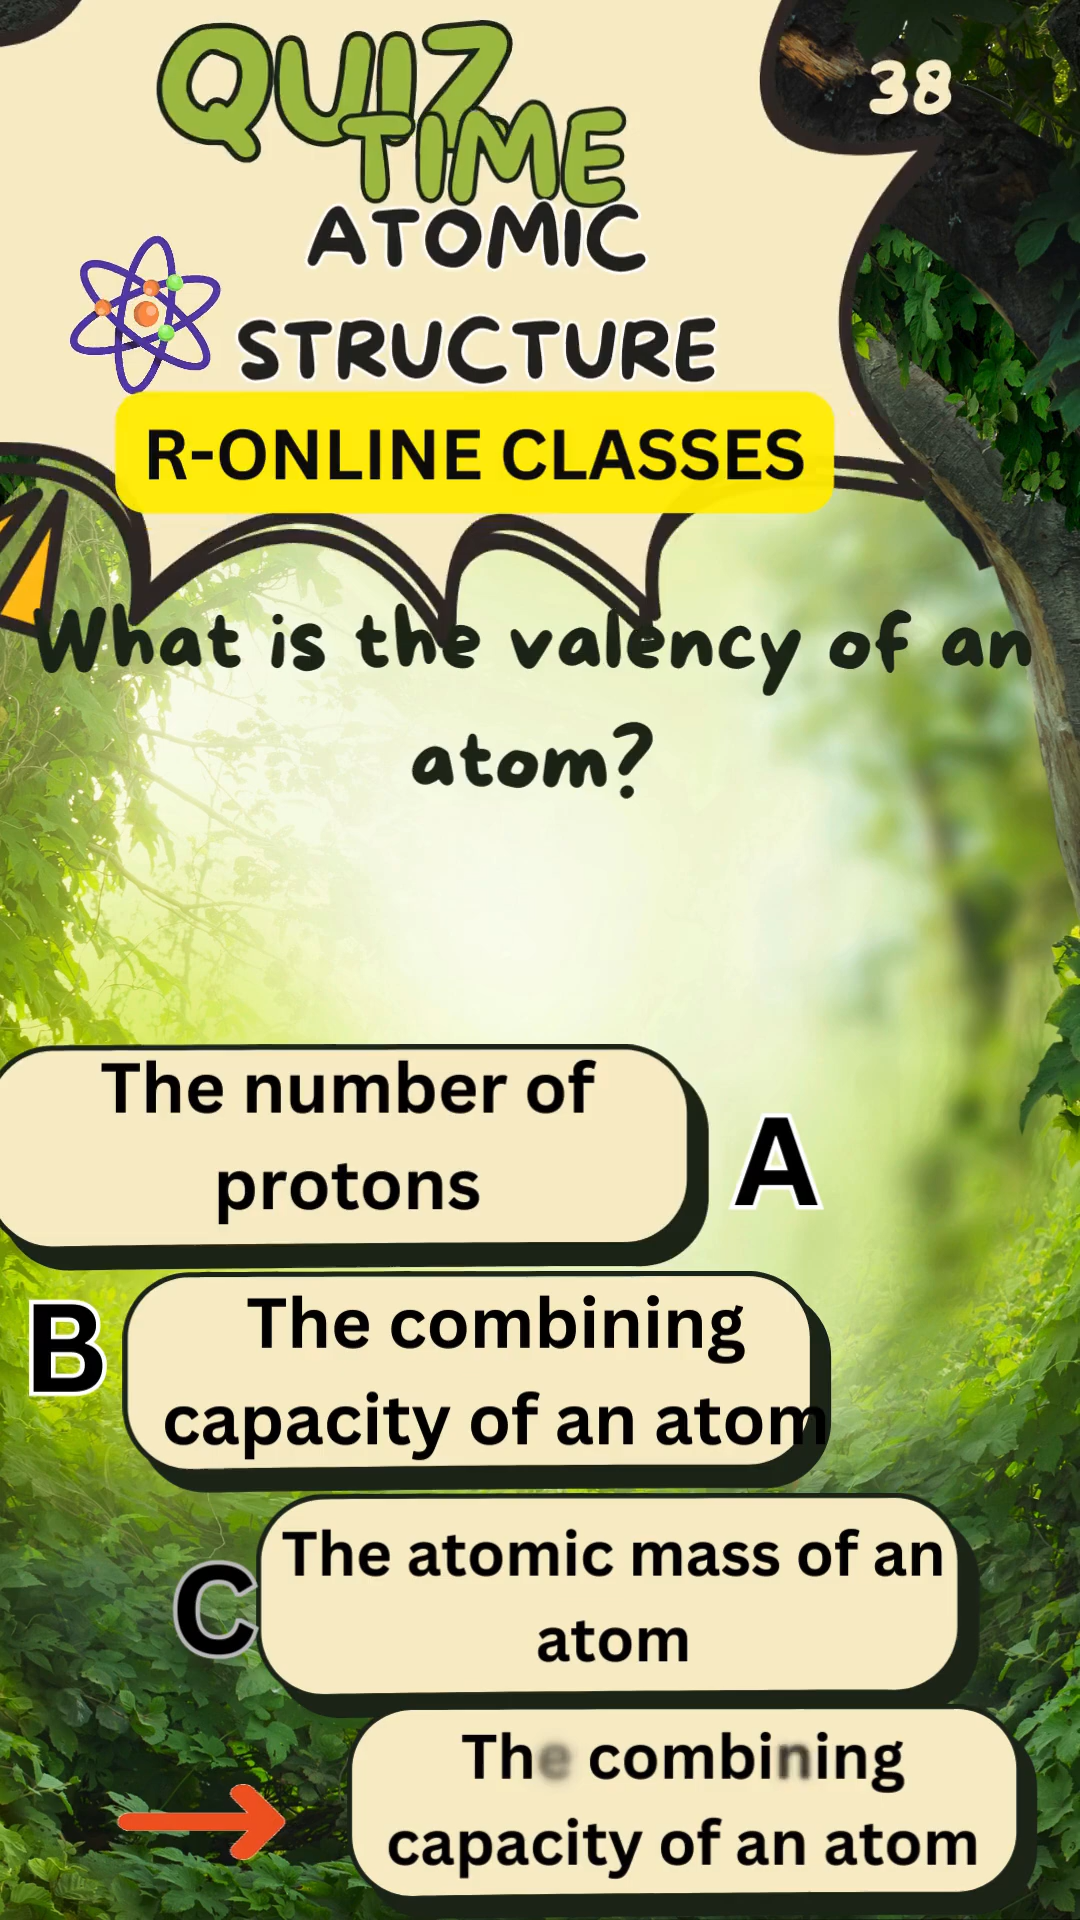 QUIZ
TIME
38
ATOMIC
STRUCTURE
R-ONLINE CLASSES
What is the valency of an
atom?
The number of
protons
A
B
The combining
capacity of an atom
C
The atomic mass of an
atom
The combining
capacity of an atom